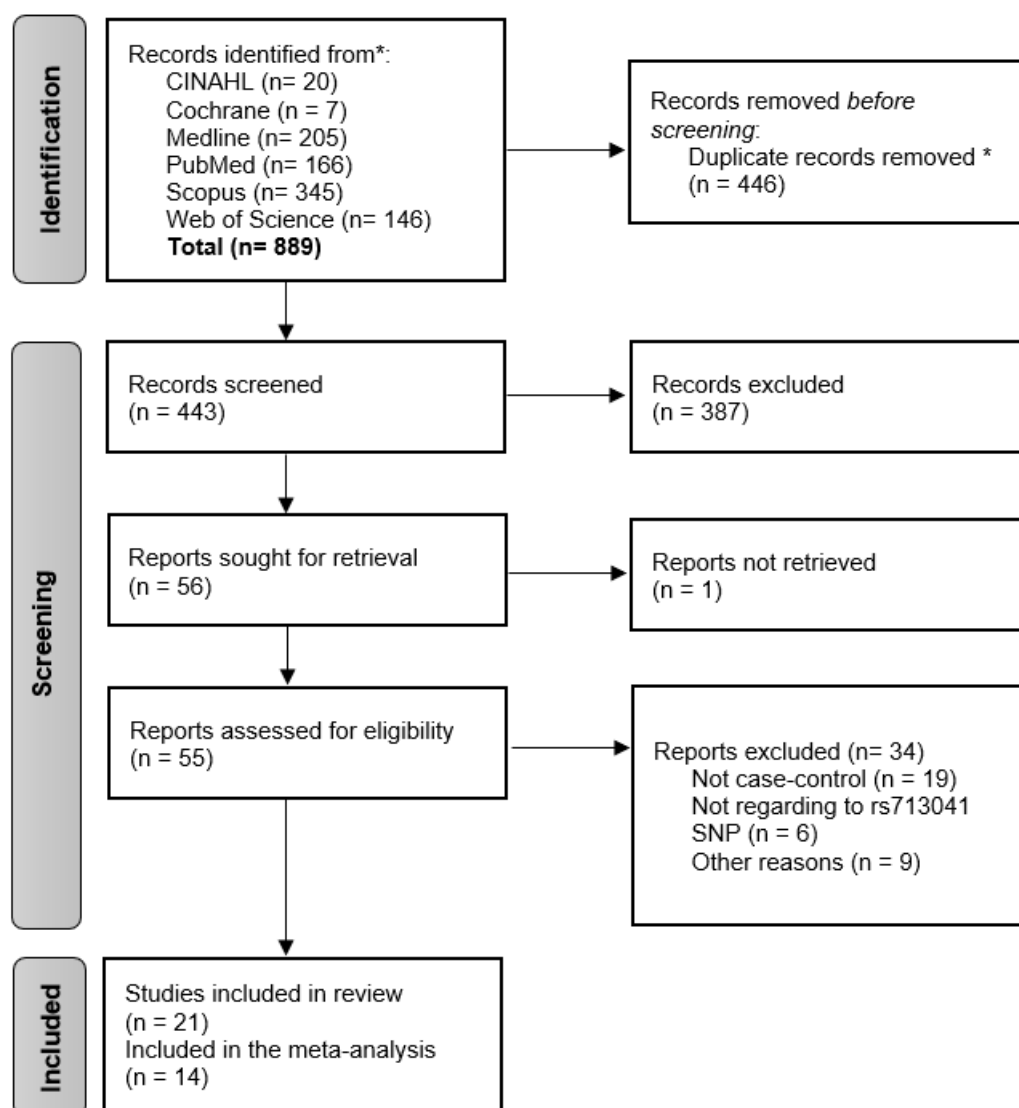 Identification
Records identified from*:
CINAHL (n= 20)
Cochrane (n = 7)
Medline (n= 205)
PubMed (n= 166)
Scopus (n= 345)
Web of Science (n= 146)
Total (n= 889)
Records removed before
screening:
Duplicate records removed *
(n = 446)
Screening
Records screened
(n = 443)
Records excluded
(n = 387)
Reports sought for retrieval
(n = 56)
Reports not retrieved
(n = 1)
Reports assessed for eligibility
(n = 55)
Reports excluded (n= 34)
Not case-control (n = 19)
Not regarding to rs713041
SNP (n = 6)
Other reasons (n = 9)
Included
Studies included in review
(n = 21)
Included in the meta-analysis
(n = 14)